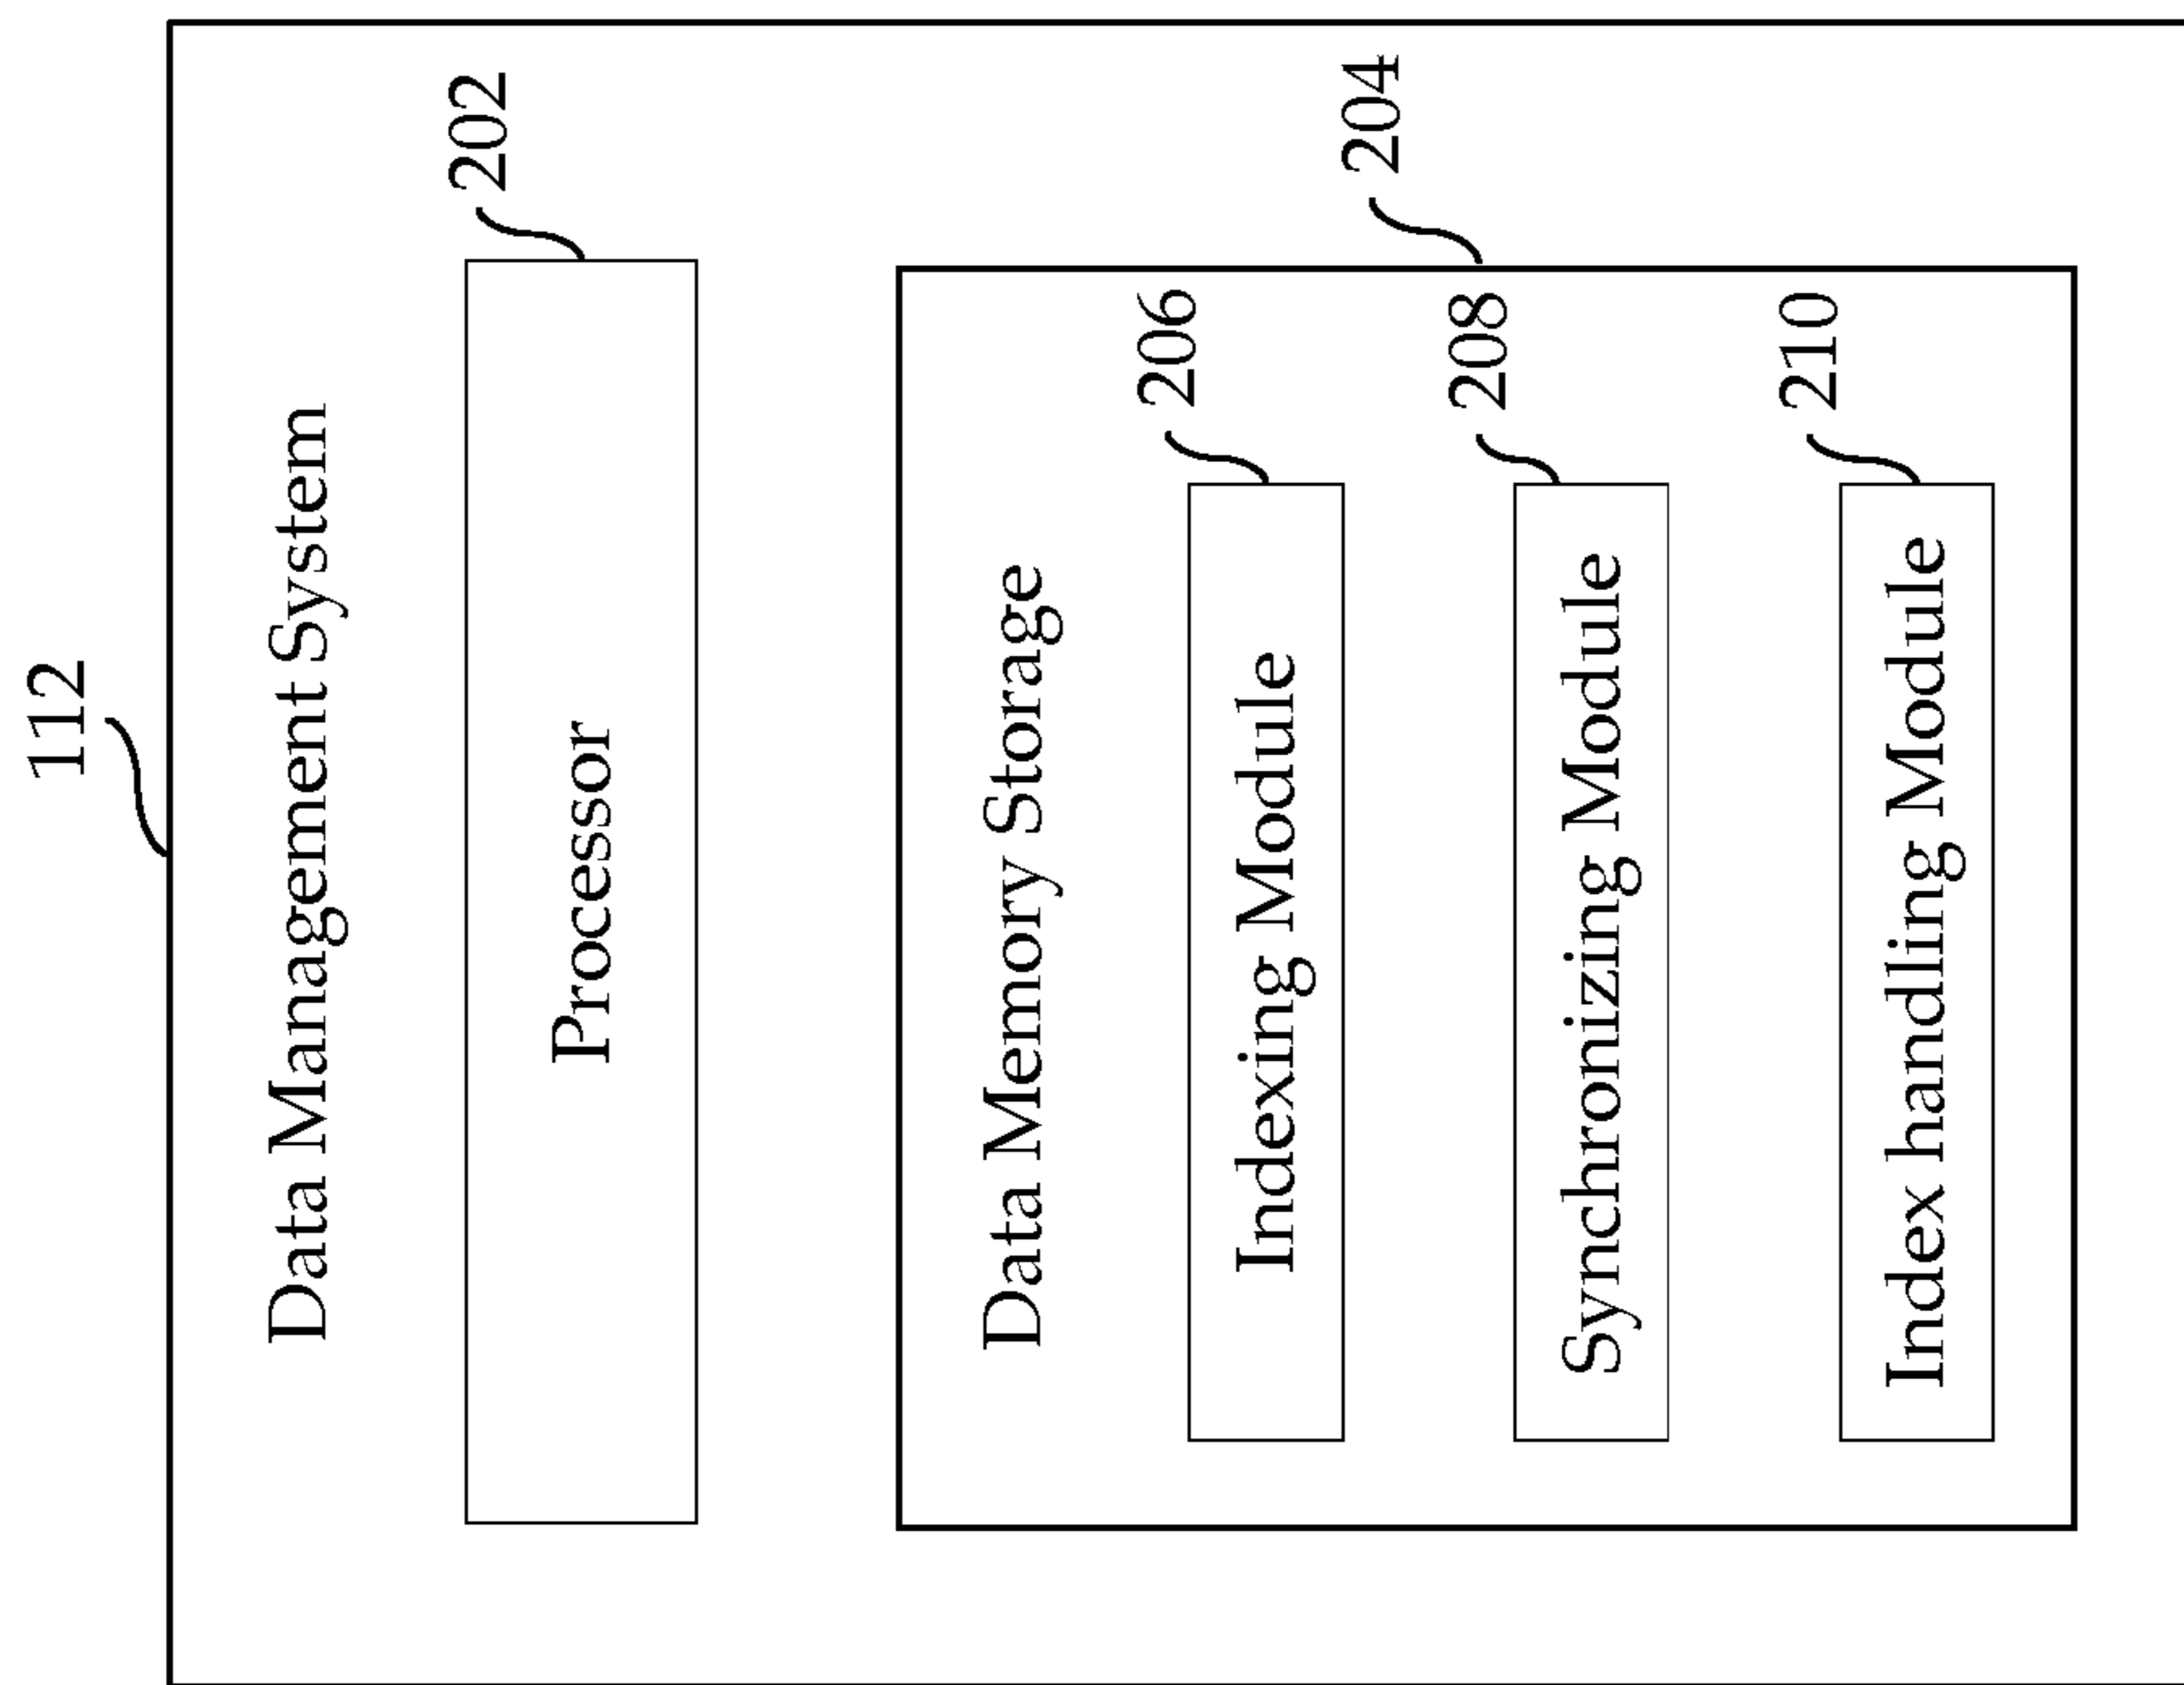 112
Data Management System
202
Processor
204
Data Memory Storage
206
Indexing Module
208
Synchronizing Module
210
Index handling Module